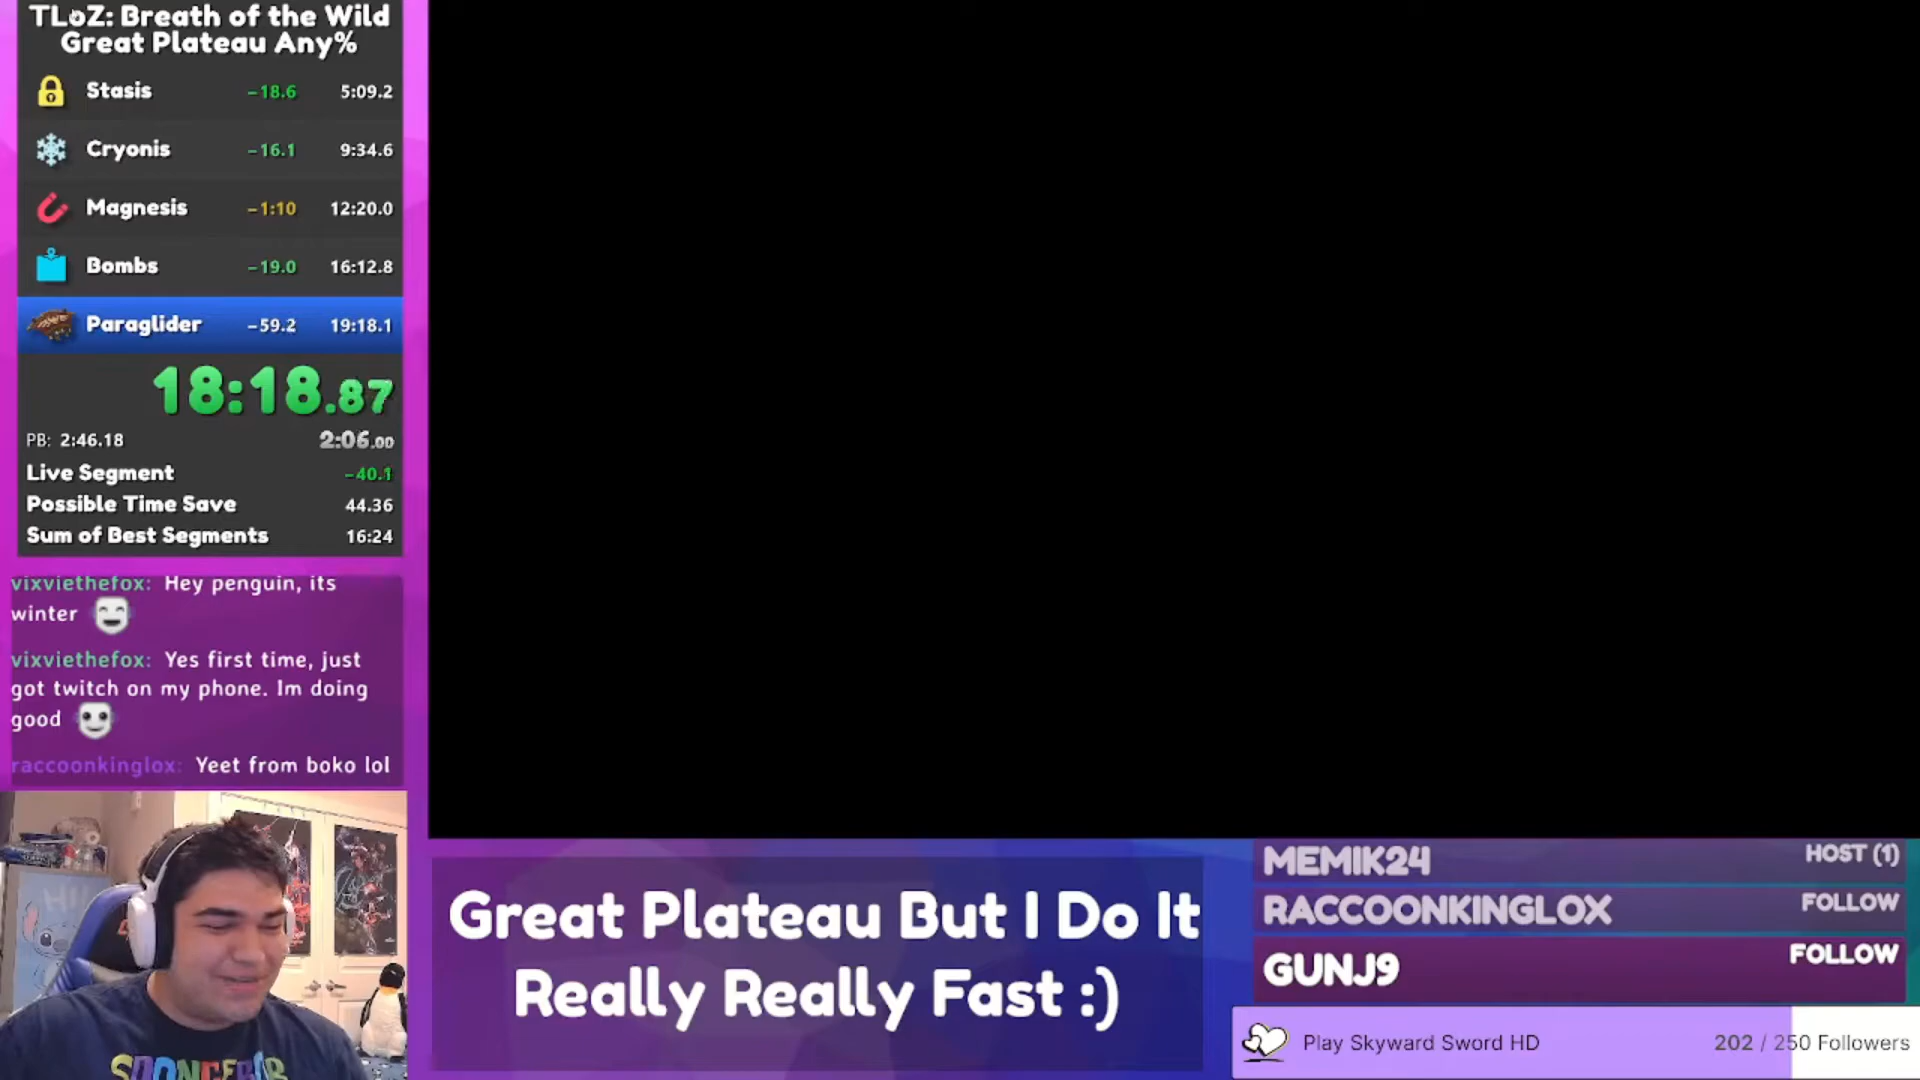 TLoZ: Breath of the Wild
Great Plateau Any%
Stasis -18.6 5:09.2
Cryonis -16.1 9:34.6
Magnesis -1:10 12:20.0
Bombs -19.0 16:12.8
Paraglider -59.2 19:18.1
18:18.87
PB: 2:46.18 2:06.00
Live Segment -40.1
Possible Time Save 44.36
Sum of Best Segments 16:24
vixviethefox: Hey penguin, its
winter
vixviethefox: Yes first time, just
got twitch on my phone. Im doing
good
raccoonkinglox: Yeet from boko lol
Great Plateau But I Do It
Really Really Fast :)
MEMIK24 HOST (1)
RACCOONKINGLOX FOLLOW
GUNJ9 FOLLOW
Play Skyward Sword HD 202 / 250 Followers